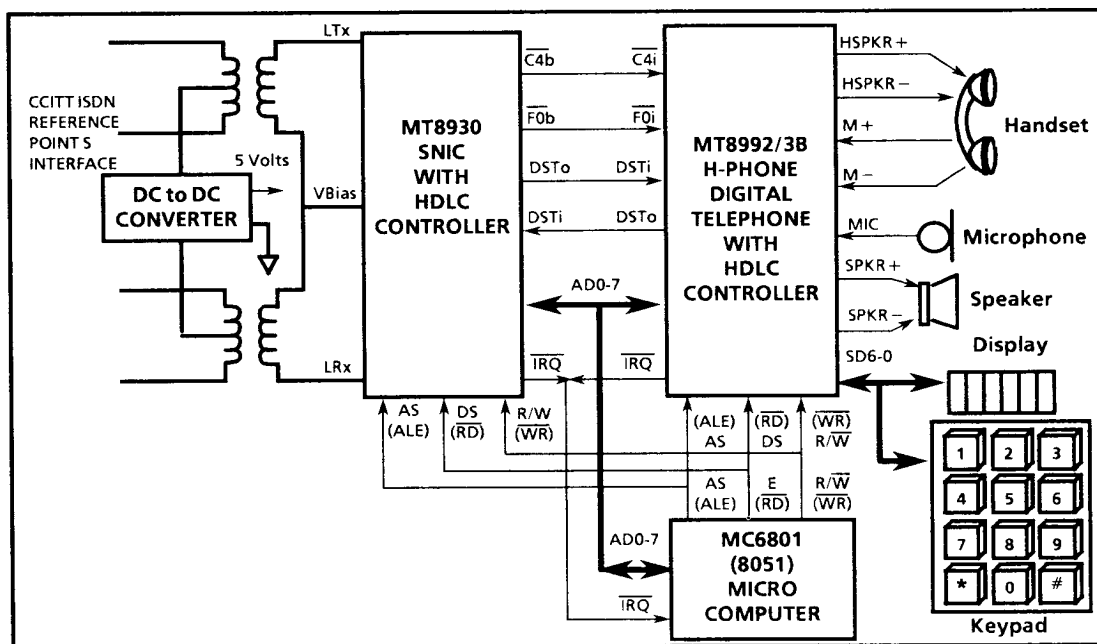 LTx
CCITT ISDN
REFERENCE
POINT S
INTERFACE
5 Volts
DC to DC
CONVERTER
VBias
LRx
MT8930
SNIC
WITH
HDLC
CONTROLLER
C4b C4i
F0b F0i
DSTo DSTi
DSTi DSTo
AD0-7
IRQ IRQ
MT8992/3B
H-PHONE
DIGITAL
TELEPHONE
WITH
HDLC
CONTROLLER
HSPKR+
HSPKR–
M+
M–
Handset
MIC
Microphone
SPKR+
SPKR–
Speaker
SD6-0
Display
AS DS R/W
(ALE) (RD) (WR)
(ALE) (RD) (WR)
AS DS R/W
AS E R/W
(ALE) (RD) (WR)
AD0-7
IRQ
MC6801
(8051)
MICRO
COMPUTER
1 2 3
4 5 6
7 8 9
* 0 #
Keypad